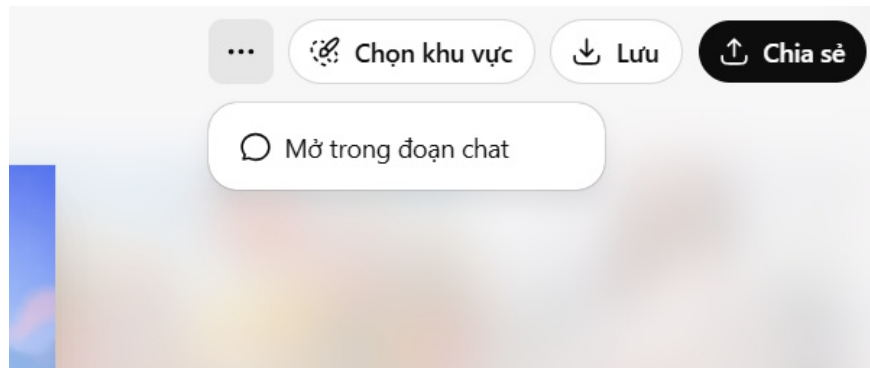 ... Chọn khu vực Lưu Chia sẻ
Mở trong đoạn chat